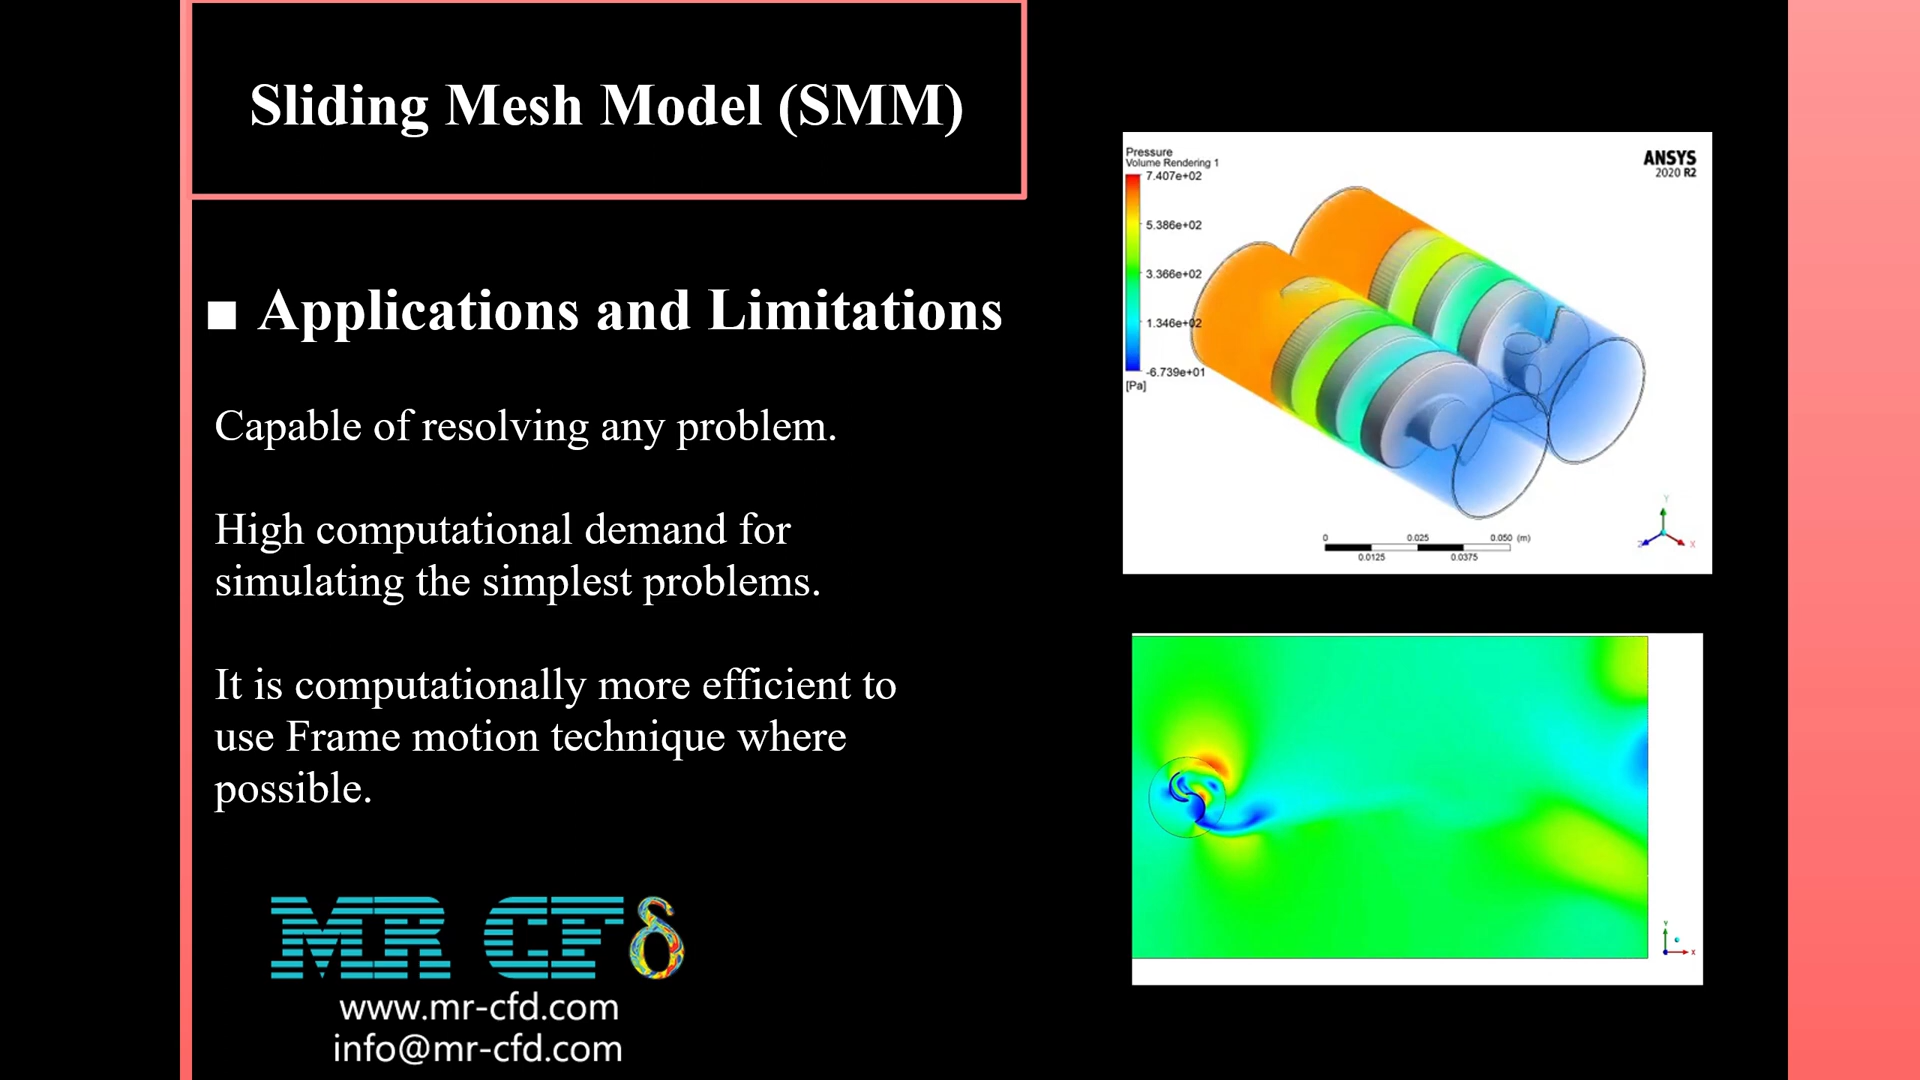 Sliding Mesh Model (SMM)
■ Applications and Limitations
Capable of resolving any problem.
High computational demand for
simulating the simplest problems.
It is computationally more efficient to
use Frame motion technique where
possible.
MR CFδ
www.mr-cfd.com
info@mr-cfd.com
Pressure
Volume Rendering 1
7.407e+02
5.386e+02
3.366e+02
1.346e+02
-6.739e+01
[Pa]
ANSYS
2020 R2
0 0.025 0.050 (m)
0.0125 0.0375
Y
Z X
Y
X